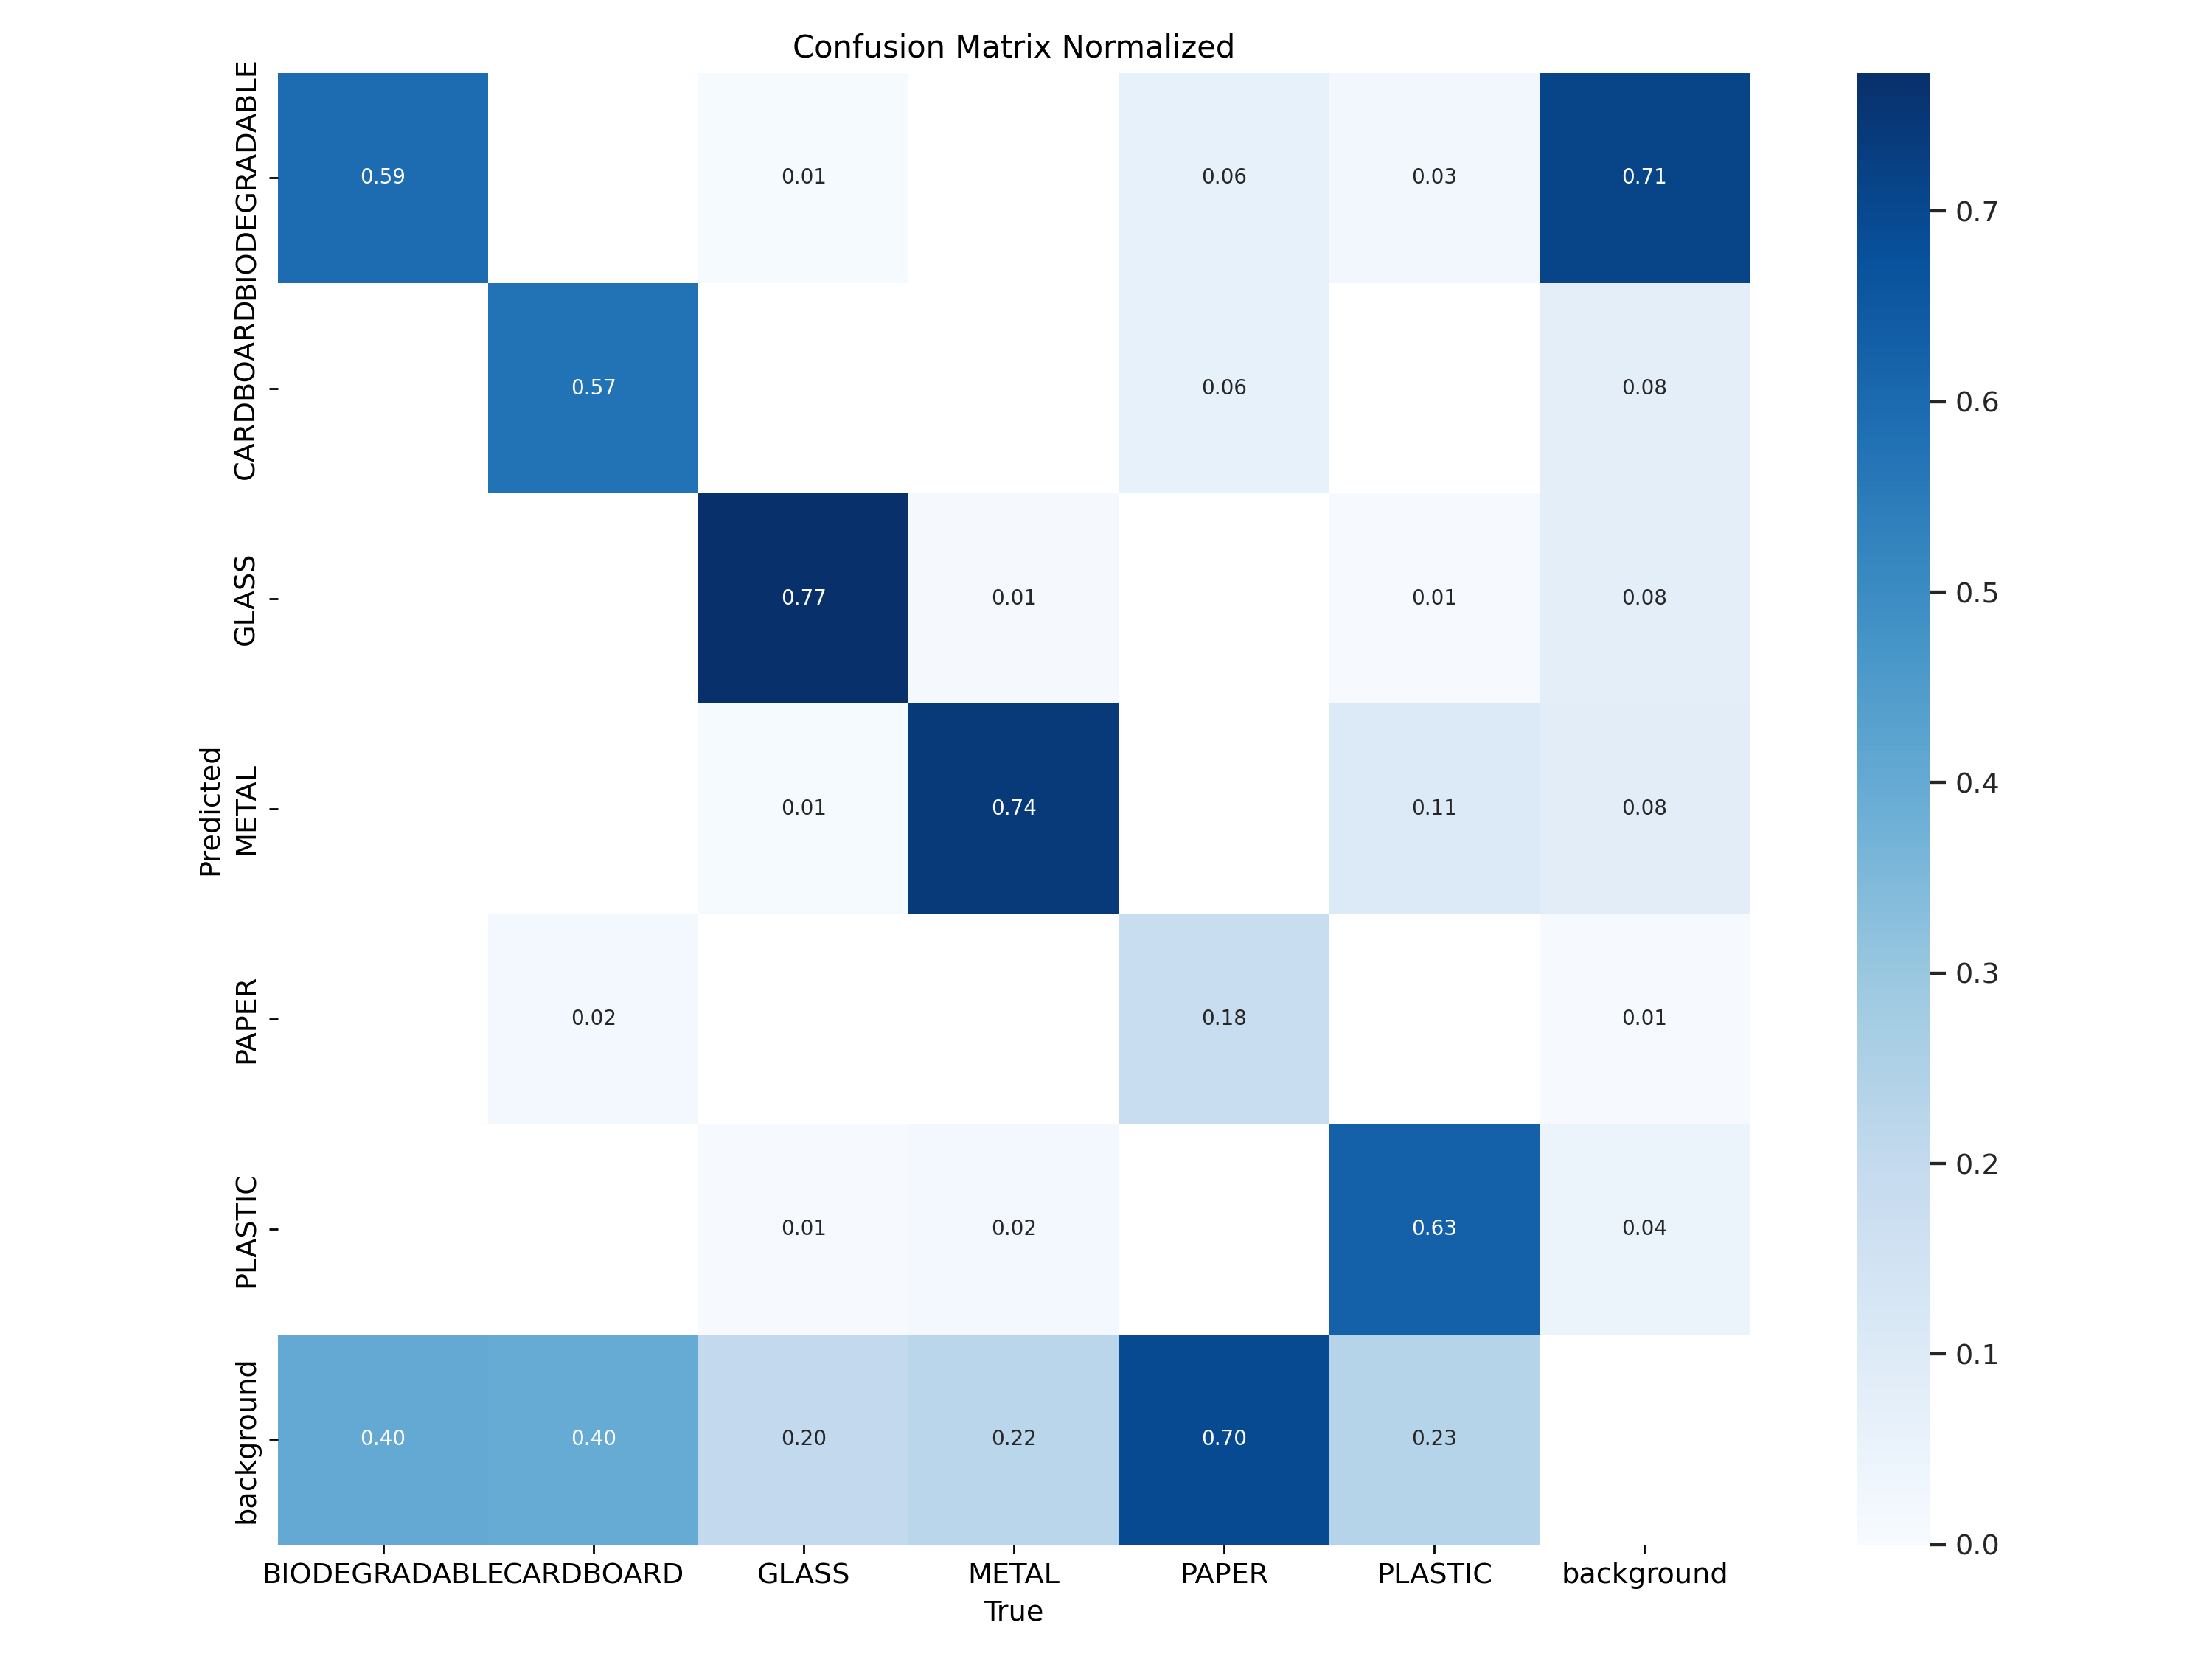 Confusion Matrix Normalized
BIODEGRADABLE
0.59
0.01
0.06
0.03
0.71
CARDBOARD
0.57
0.06
0.08
GLASS
0.77
0.01
0.01
0.08
Predicted
METAL
0.01
0.74
0.11
0.08
PAPER
0.02
0.18
0.01
PLASTIC
0.01
0.02
0.63
0.04
background
0.40
0.40
0.20
0.22
0.70
0.23
BIODEGRADABLE
CARDBOARD
GLASS
METAL
PAPER
PLASTIC
background
True
0.7
0.6
0.5
0.4
0.3
0.2
0.1
0.0